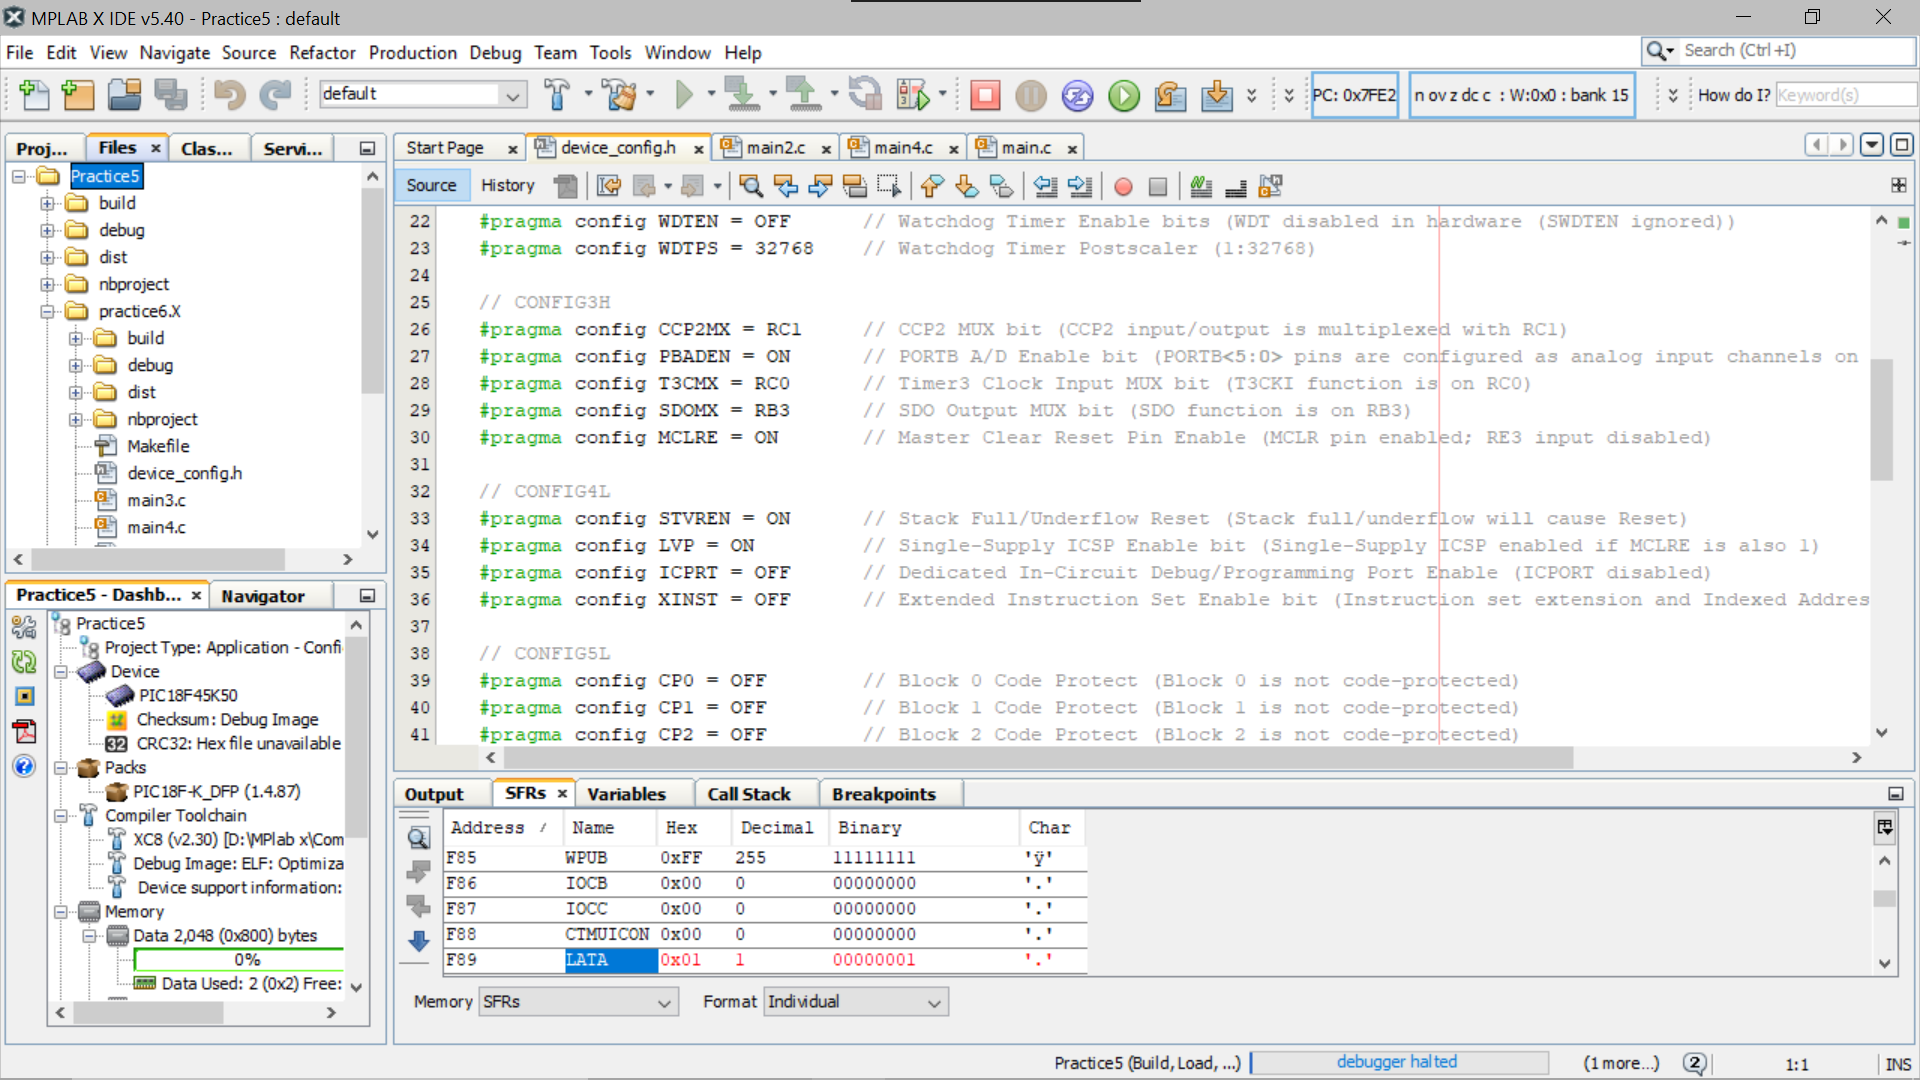 MPLAB X IDE v5.40 - Practice5 : default
File Edit View Navigate Source Refactor Production Debug Team Tools Window Help
Search (Ctrl+I)
default
PC: 0x7FE2
n ov z dc c : W:0x0 : bank 15
How do I? Keyword(s)
Proj... Files Clas... Servi...
Practice5
build
debug
dist
nbproject
practice6.X
build
debug
dist
nbproject
Makefile
device_config.h
main3.c
main4.c
Start Page device_config.h main2.c main4.c main.c
Source History
22 #pragma config WDTEN = OFF // Watchdog Timer Enable bits (WDT disabled in hardware (SWDTEN ignored))
23 #pragma config WDTPS = 32768 // Watchdog Timer Postscaler (1:32768)
24
25 // CONFIG3H
26 #pragma config CCP2MX = RC1 // CCP2 MUX bit (CCP2 input/output is multiplexed with RC1)
27 #pragma config PBADEN = ON // PORTB A/D Enable bit (PORTB<5:0> pins are configured as analog input channels on
28 #pragma config T3CMX = RC0 // Timer3 Clock Input MUX bit (T3CKI function is on RC0)
29 #pragma config SDOMX = RB3 // SDO Output MUX bit (SDO function is on RB3)
30 #pragma config MCLRE = ON // Master Clear Reset Pin Enable (MCLR pin enabled; RE3 input disabled)
31
32 // CONFIG4L
33 #pragma config STVREN = ON // Stack Full/Underflow Reset (Stack full/underflow will cause Reset)
34 #pragma config LVP = ON // Single-Supply ICSP Enable bit (Single-Supply ICSP enabled if MCLRE is also 1)
35 #pragma config ICPRT = OFF // Dedicated In-Circuit Debug/Programming Port Enable (ICPORT disabled)
36 #pragma config XINST = OFF // Extended Instruction Set Enable bit (Instruction set extension and Indexed Addres
37
38 // CONFIG5L
39 #pragma config CP0 = OFF // Block 0 Code Protect (Block 0 is not code-protected)
40 #pragma config CP1 = OFF // Block 1 Code Protect (Block 1 is not code-protected)
41 #pragma config CP2 = OFF // Block 2 Code Protect (Block 2 is not code-protected)
Practice5 - Dashb... Navigator
Practice5
Project Type: Application - Confi
Device
PIC18F45K50
Checksum: Debug Image
32 CRC32: Hex file unavailable
Packs
PIC18F-K_DFP (1.4.87)
Compiler Toolchain
XC8 (v2.30) [D:\MPlab x\Com
Debug Image: ELF: Optimiza
Device support information:
Memory
Data 2,048 (0x800) bytes
0%
Data Used: 2 (0x2) Free:
Output SFRs Variables Call Stack Breakpoints
Address / Name Hex Decimal Binary Char
F85 WPUB 0xFF 255 11111111 'ÿ'
F86 IOCB 0x00 0 00000000 '.'
F87 IOCC 0x00 0 00000000 '.'
F88 CTMUICON 0x00 0 00000000 '.'
F89 LATA 0x01 1 00000001 '.'
Memory SFRs Format Individual
Practice5 (Build, Load, ...) debugger halted (1 more...) 2 1:1 INS